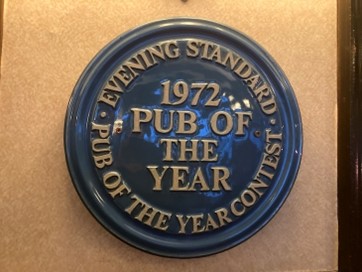 EVENING STANDARD
1972
PUB OF
THE
YEAR
PUB OF THE YEAR CONTEST